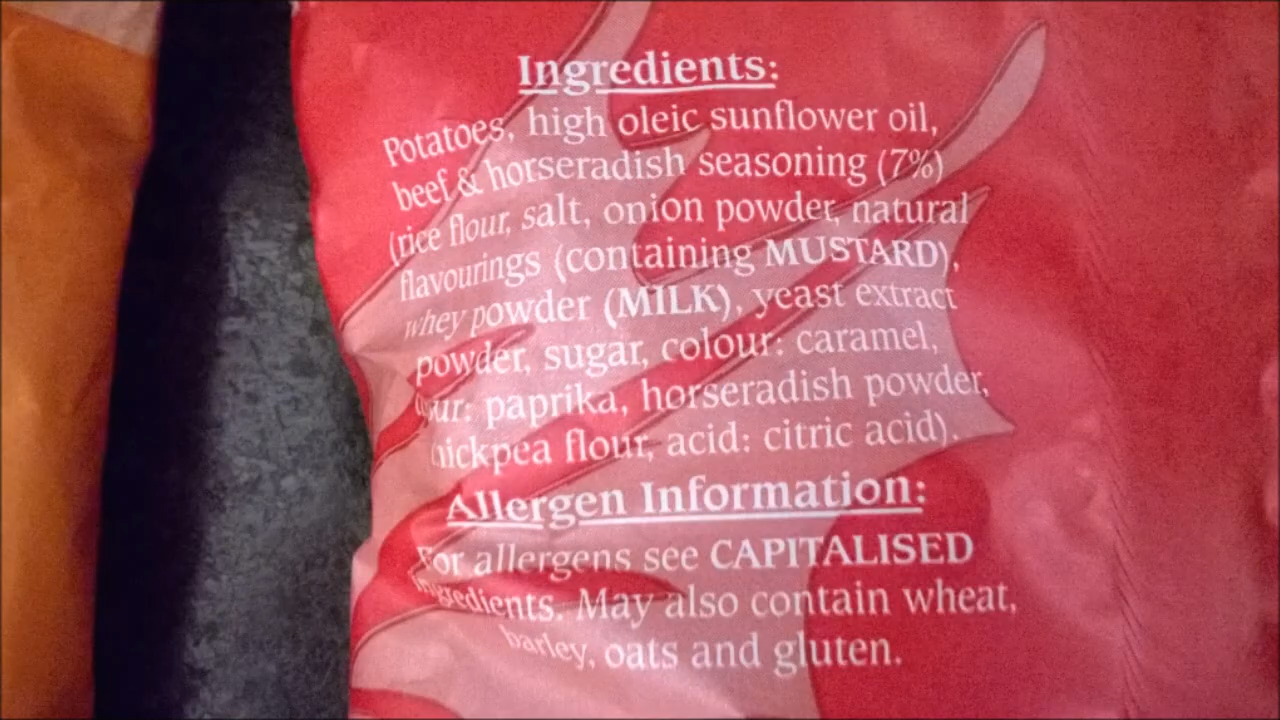 Ingredients:
Potatoes, high oleic sunflower oil,
beef & horseradish seasoning (7%)
(rice flour, salt, onion powder, natural
flavourings (containing MUSTARD),
whey powder (MILK), yeast extract
powder, sugar, colour: caramel,
paprika, horseradish powder,
flour, acid: citric acid).
Allergen Information:
For allergens see CAPITALISED
ingredients. May also contain wheat,
barley, oats and gluten.